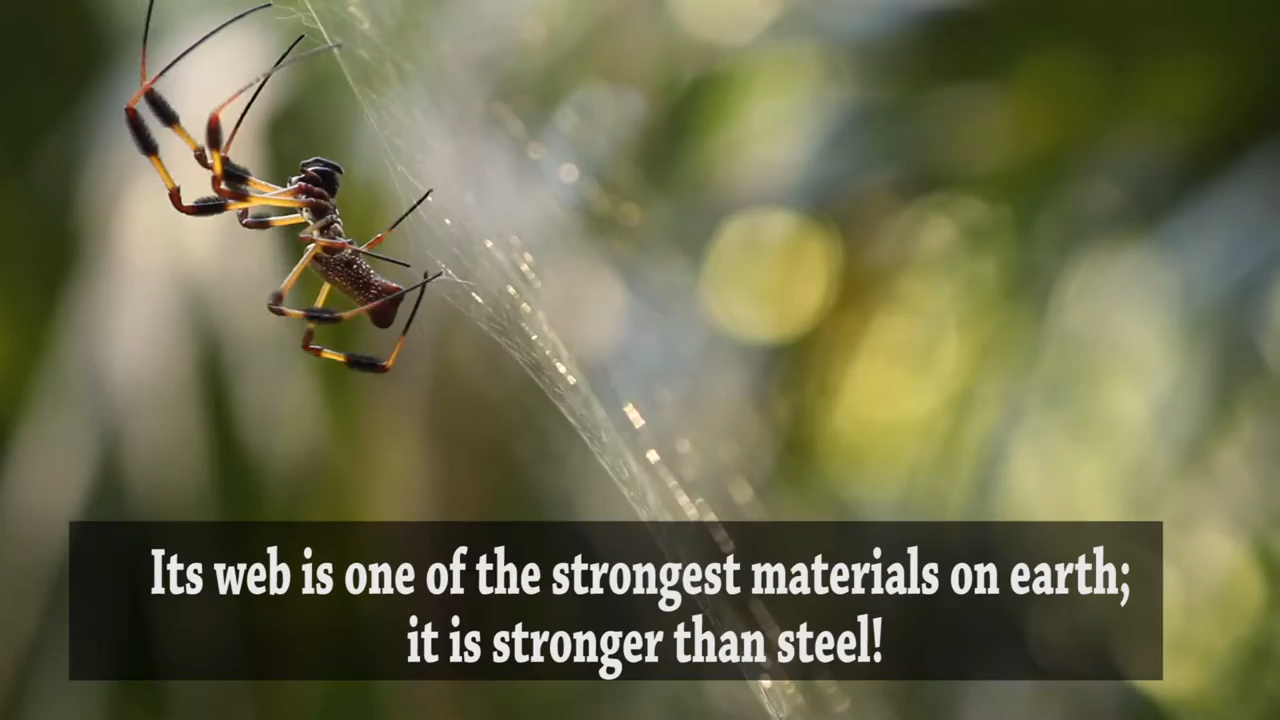 Its web is one of the strongest materials on earth;
it is stronger than steel!